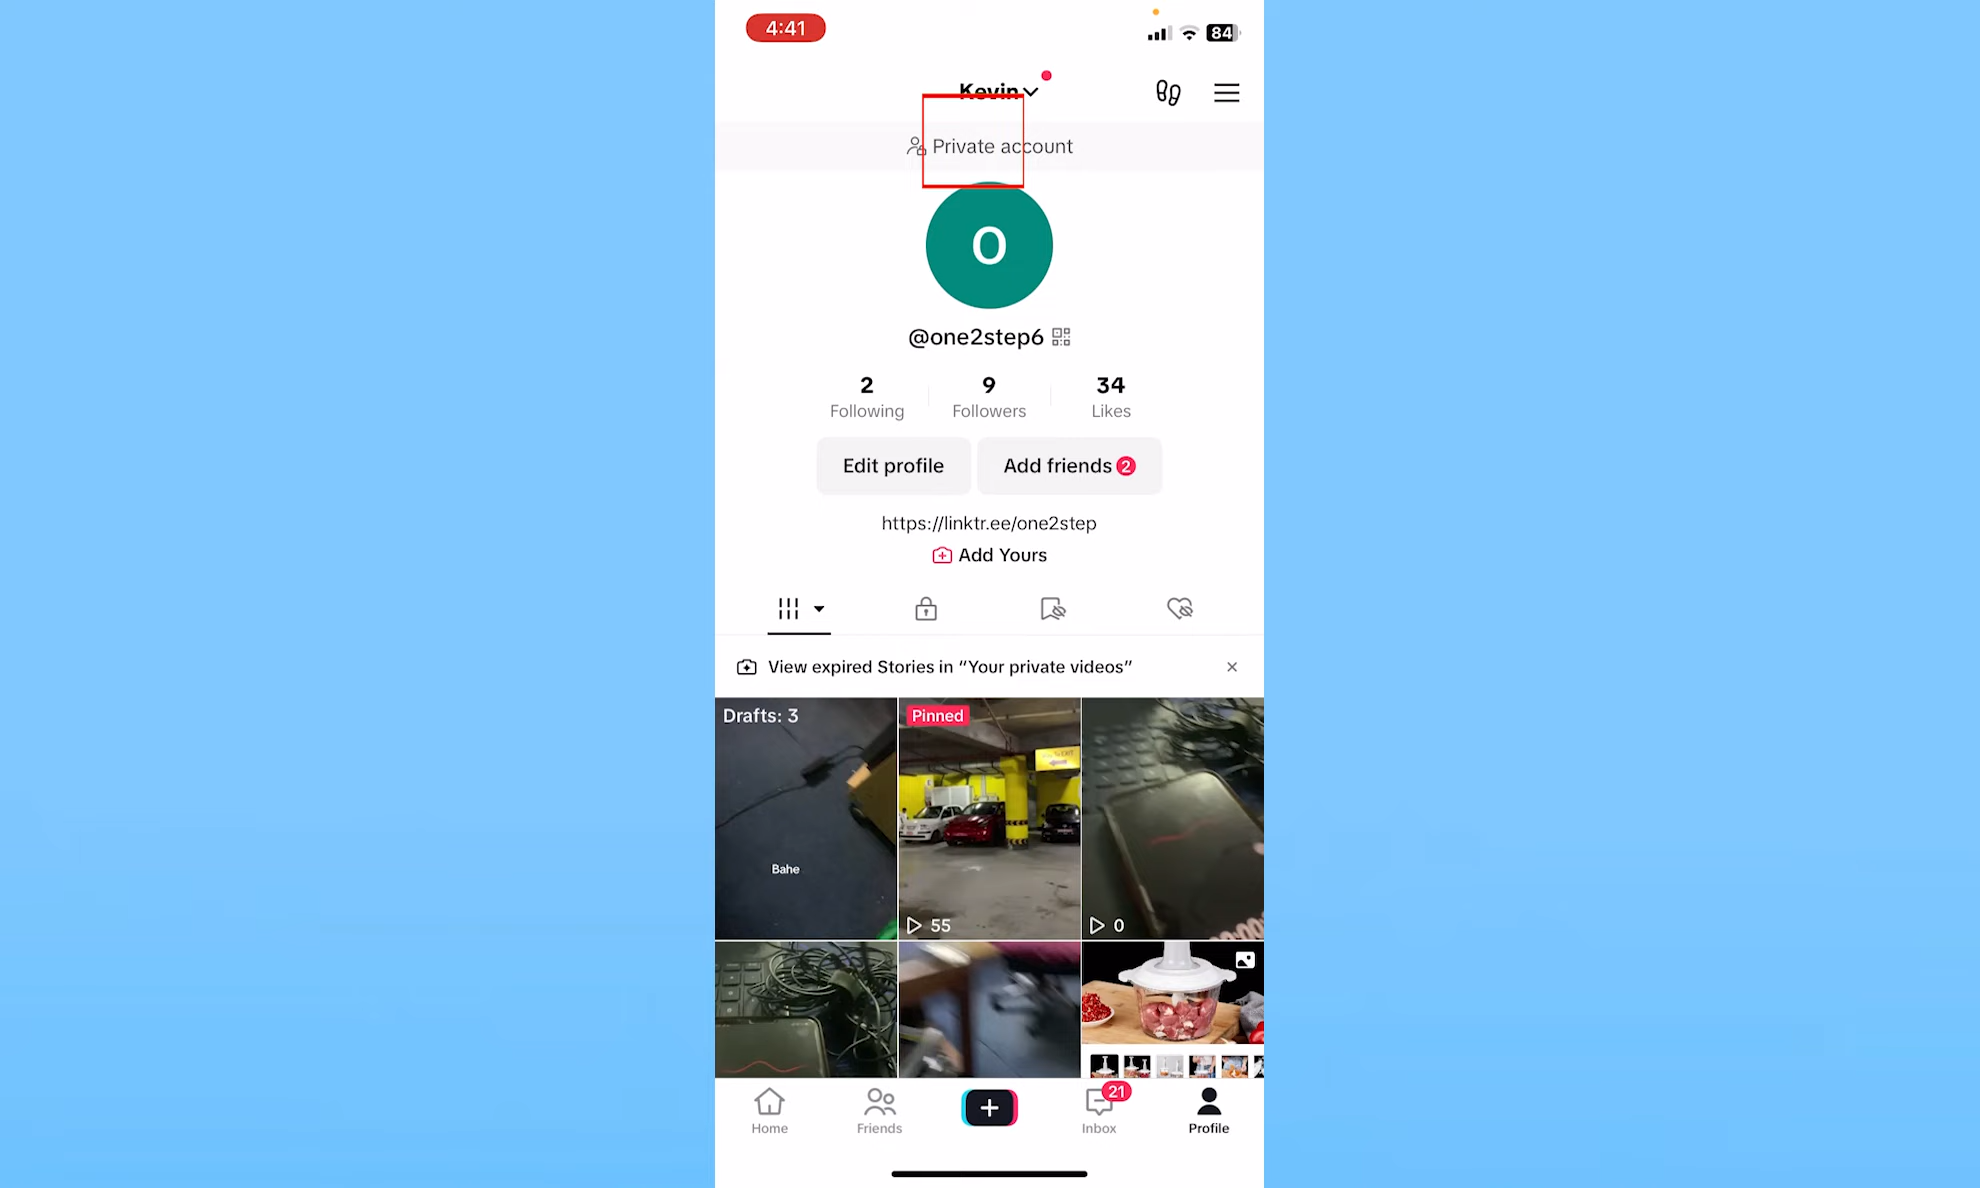 4:41
84
Kevin
Private account
O
@one2step6
2
9
34
Following
Followers
Likes
Edit profile
Add friends 2
https://linktr.ee/one2step
Add Yours
View expired Stories in “Your private videos”
Drafts: 3
Pinned
Bahe
55
0
21
Home
Friends
Inbox
Profile